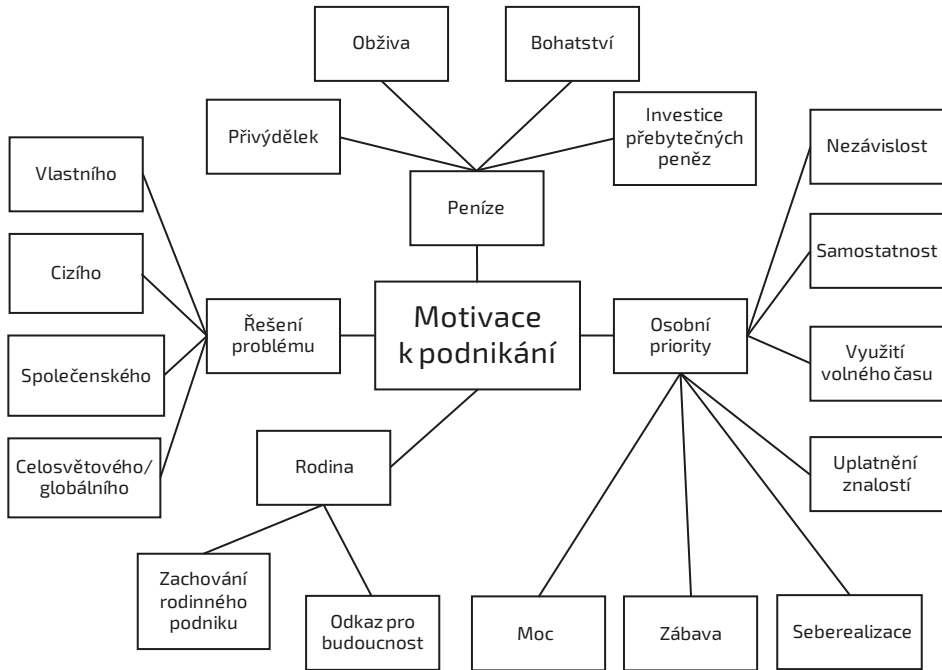 Obživa
Bohatství
Přivýdělek
Investice
přebytečných
peněz
Nezávislost
Vlastního
Peníze
Samostatnost
Cizího
Motivace
k podnikání
Řešení
problému
Osobní
priority
Společenského
Využití
volného času
Celosvětového/
globálního
Rodina
Uplatnění
znalostí
Zachování
rodinného
podniku
Odkaz pro
budoucnost
Moc
Zábava
Seberealizace